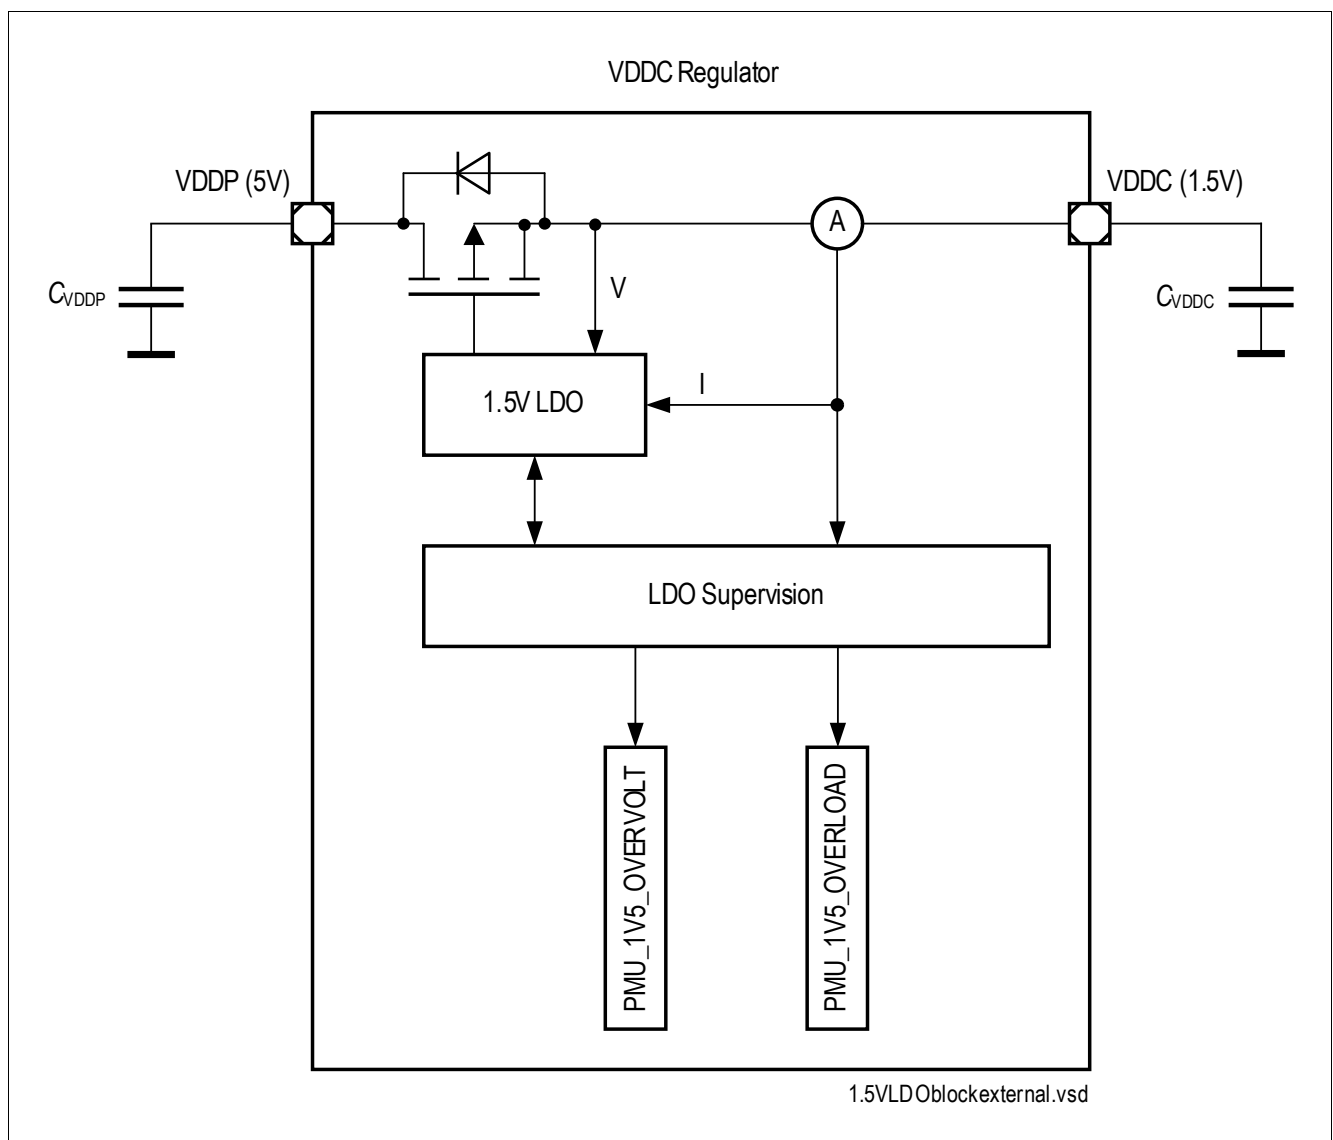 VDDC Regulator
VDDP (5V)
VDDC (1.5V)
A
CVDDP
V
CVDDC
I
1.5V LDO
LDO Supervision
PMU_1V5_OVERVOLT
PMU_1V5_OVERLOAD
1.5VLDOblockexternal.vsd